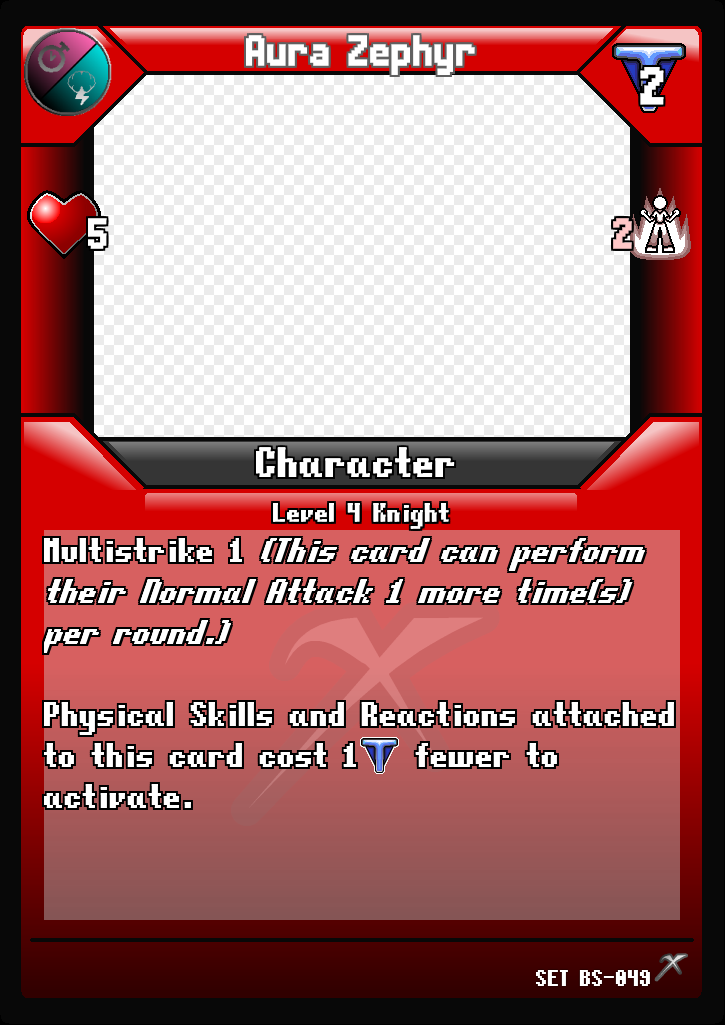 Aura Zephyr
2
5
2
Character
Level 4 Knight
Multistrike 1 (This card can perform
their Normal Attack 1 more time(s)
per round.)
Physical Skills and Reactions attached
to this card cost 1 fewer to
activate.
SET BS-049